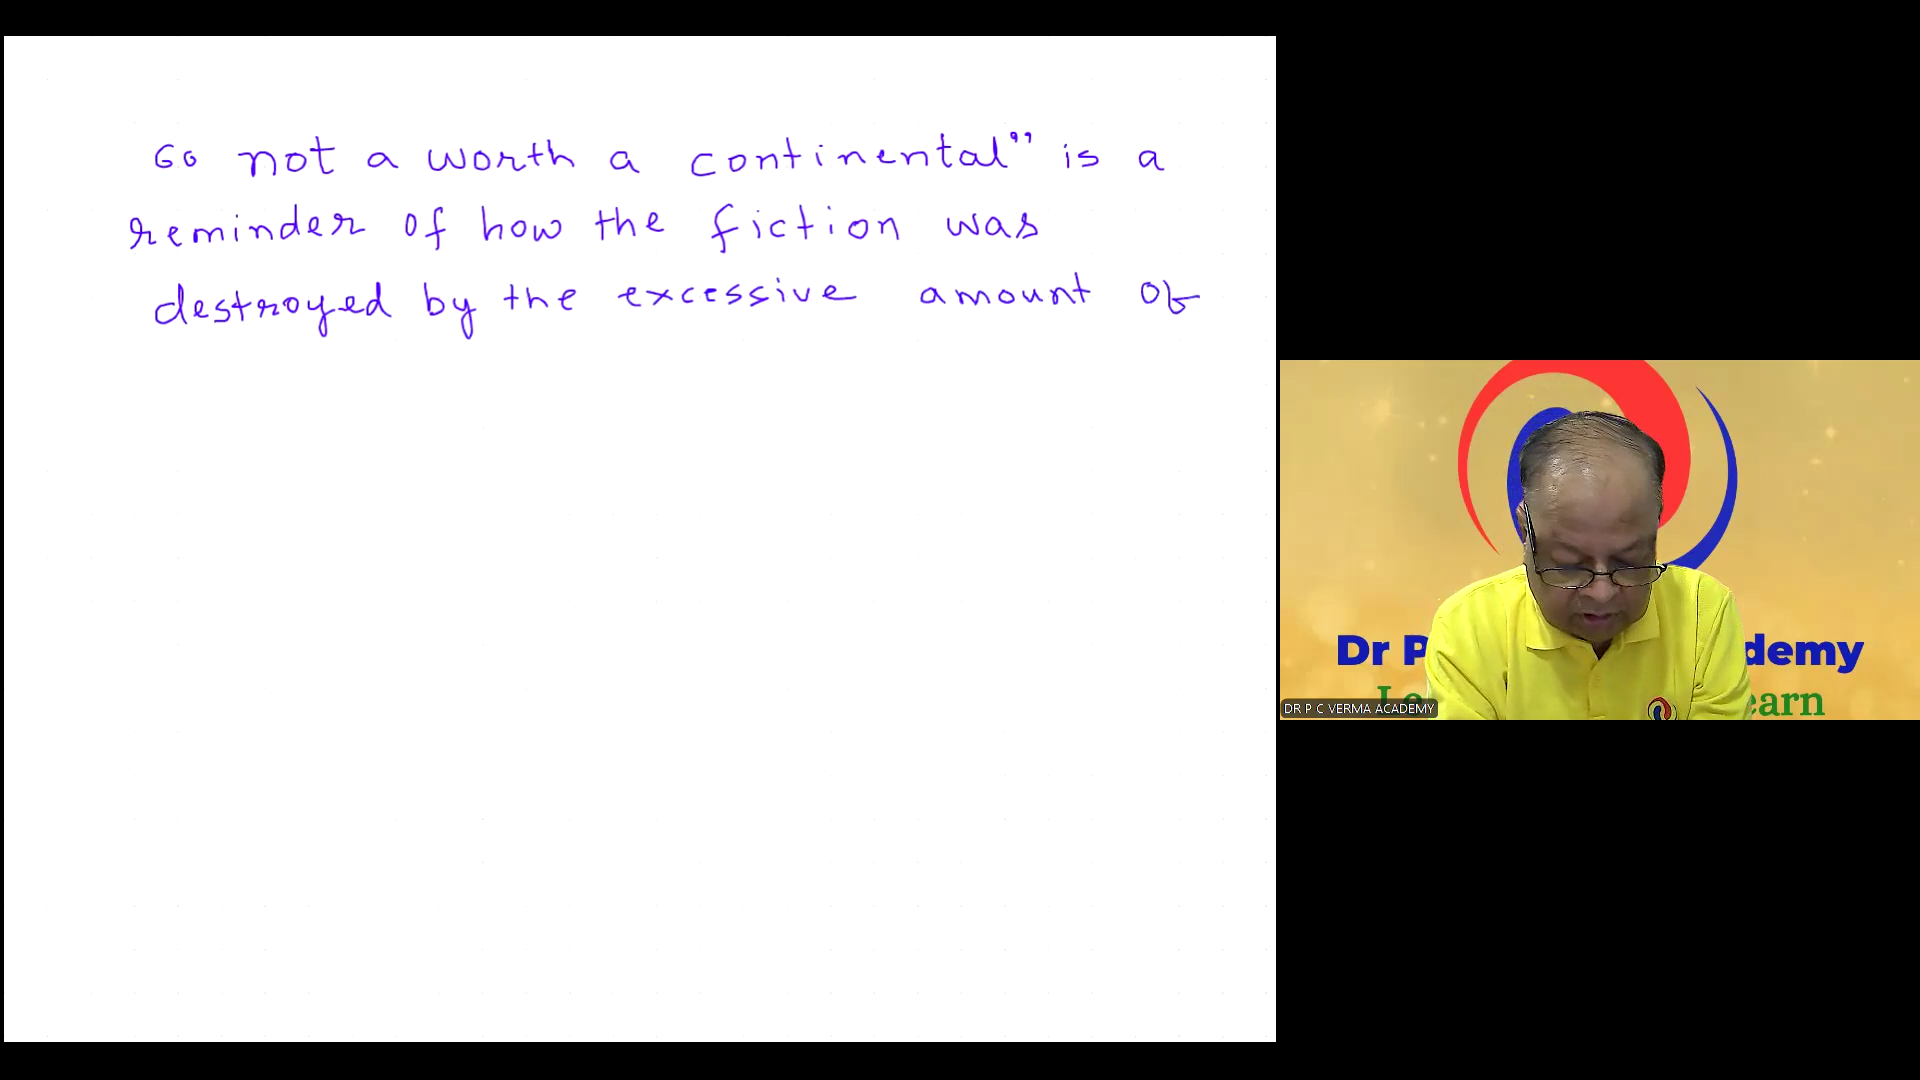 “ not a worth a continental” is a
reminder of how the fiction was
destroyed by the excessive amount of
Dr P demy
Le earn
DR P C VERMA ACADEMY